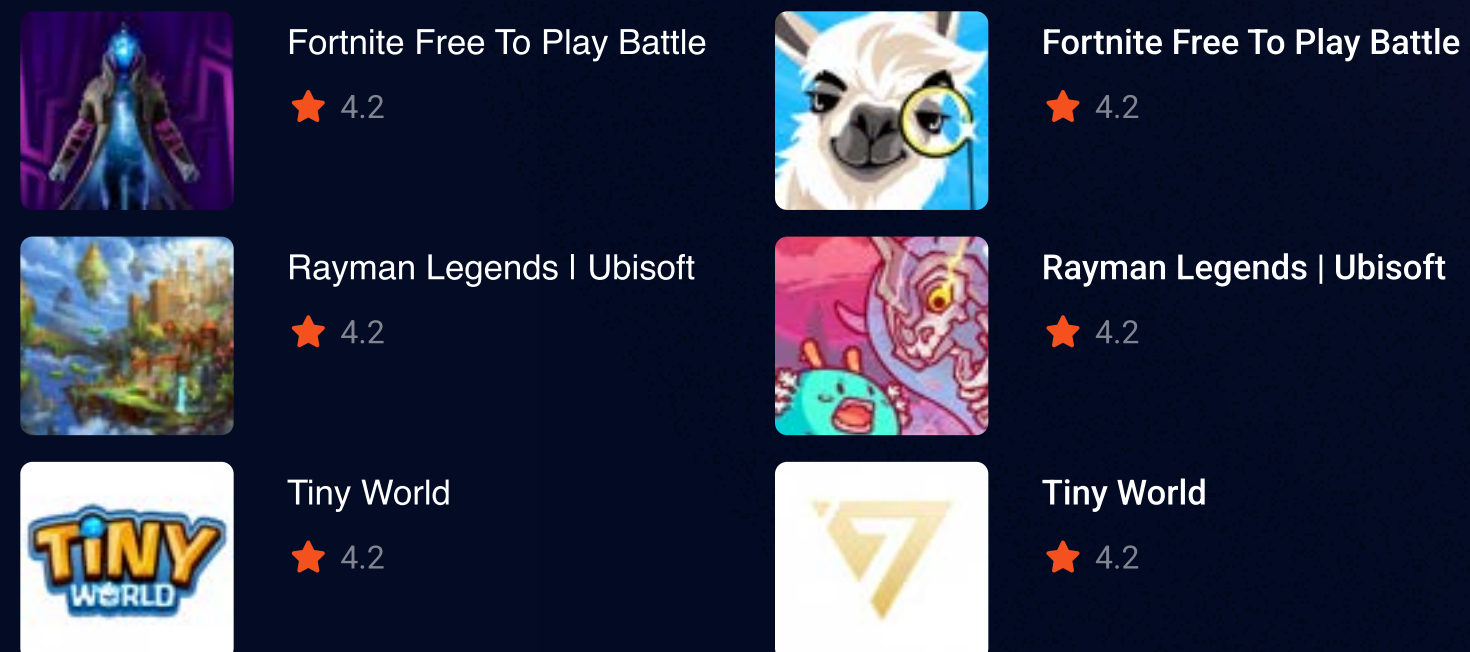 Fortnite Free To Play Battle
4.2
Fortnite Free To Play Battle
4.2
Rayman Legends | Ubisoft
4.2
Rayman Legends | Ubisoft
4.2
Tiny World
4.2
TiNY
WORLD
Tiny World
4.2